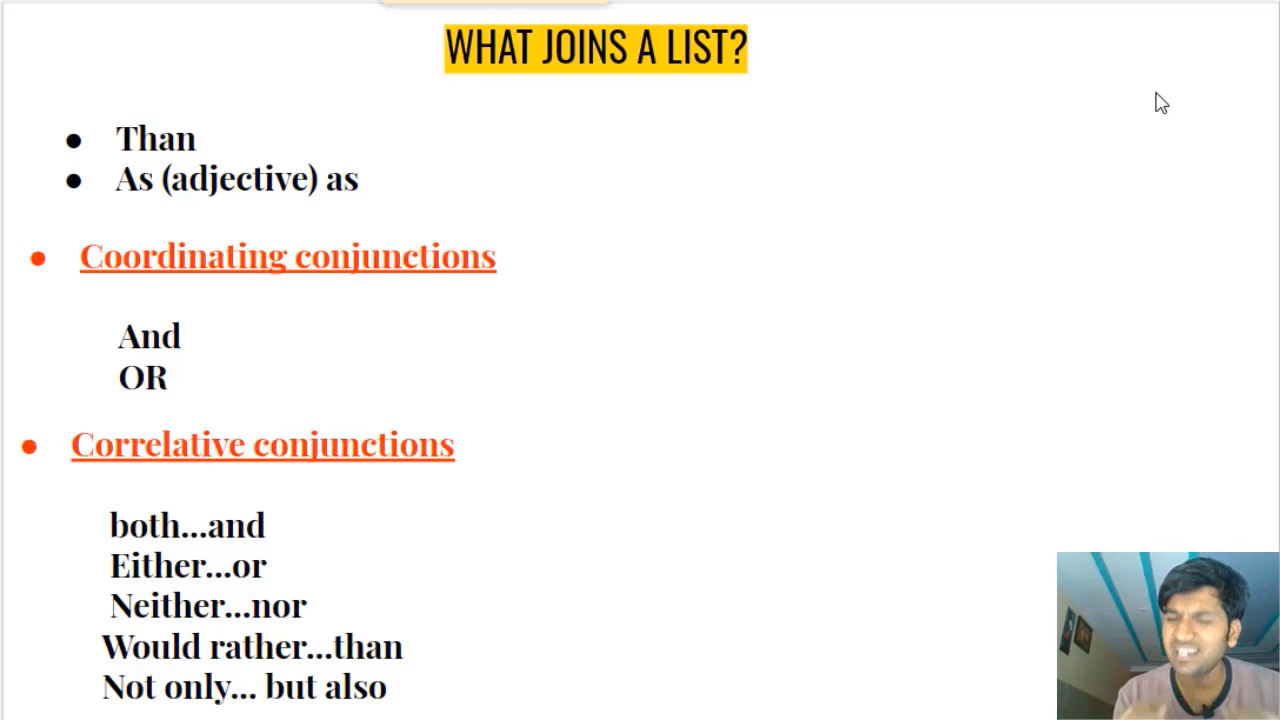 WHAT JOINS A LIST?
● Than
● As (adjective) as
● Coordinating conjunctions
And
OR
● Correlative conjunctions
both...and
Either...or
Neither...nor
Would rather...than
Not only... but also